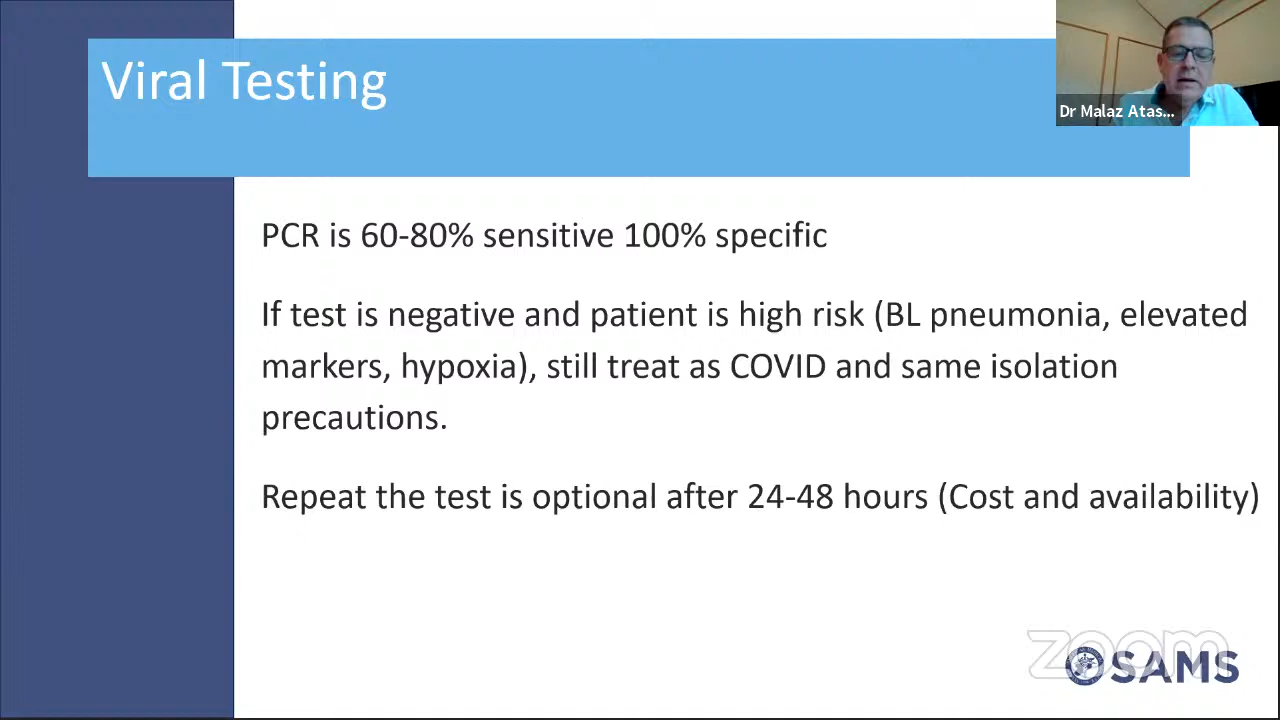 Viral Testing
Dr Malaz Atas...
PCR is 60-80% sensitive 100% specific
If test is negative and patient is high risk (BL pneumonia, elevated
markers, hypoxia), still treat as COVID and same isolation
precautions.
Repeat the test is optional after 24-48 hours (Cost and availability)
zoom
SAMS